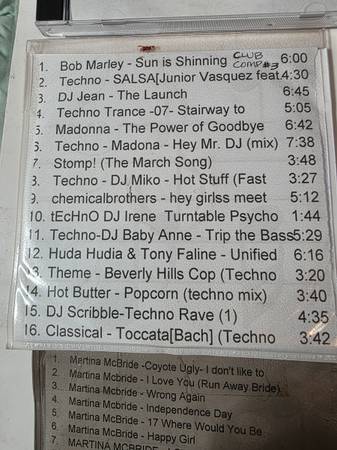 1. Bob Marley - Sun is Shinning CLUB COMP#3 6:00
2. Techno - SALSA[Junior Vasquez feat. 4:30
3. DJ Jean - The Launch 6:45
4. Techno Trance -07- Stairway to 5:05
5. Madonna - The Power of Goodbye 6:42
6. Techno - Madona - Hey Mr. DJ (mix) 7:38
7. Stomp! (The March Song) 3:48
8. Techno - DJ Miko - Hot Stuff (Fast 3:27
9. chemicalbrothers - hey girlss meet 5:12
10. tEcHnO DJ Irene Turntable Psycho 1:44
11. Techno-DJ Baby Anne - Trip the Bass 5:29
12. Huda Hudia & Tony Faline - Unified 6:16
13. Theme - Beverly Hills Cop (Techno 3:20
14. Hot Butter - Popcorn (techno mix) 3:40
15. DJ Scribble-Techno Rave (1) 4:35
16. Classical - Toccata[Bach] (Techno 3:42
1. Martina McBride -Coyote Ugly- I don't like to
2. Martina McBride - I Love You (Run Away Bride)
3. Martina McBride - Wrong Again
4. Martina McBride - Independence Day
5. Martina McBride - 17 Where Would You Be
6. Martina McBride - Happy Girl
7. MARTINA MCBRIDE